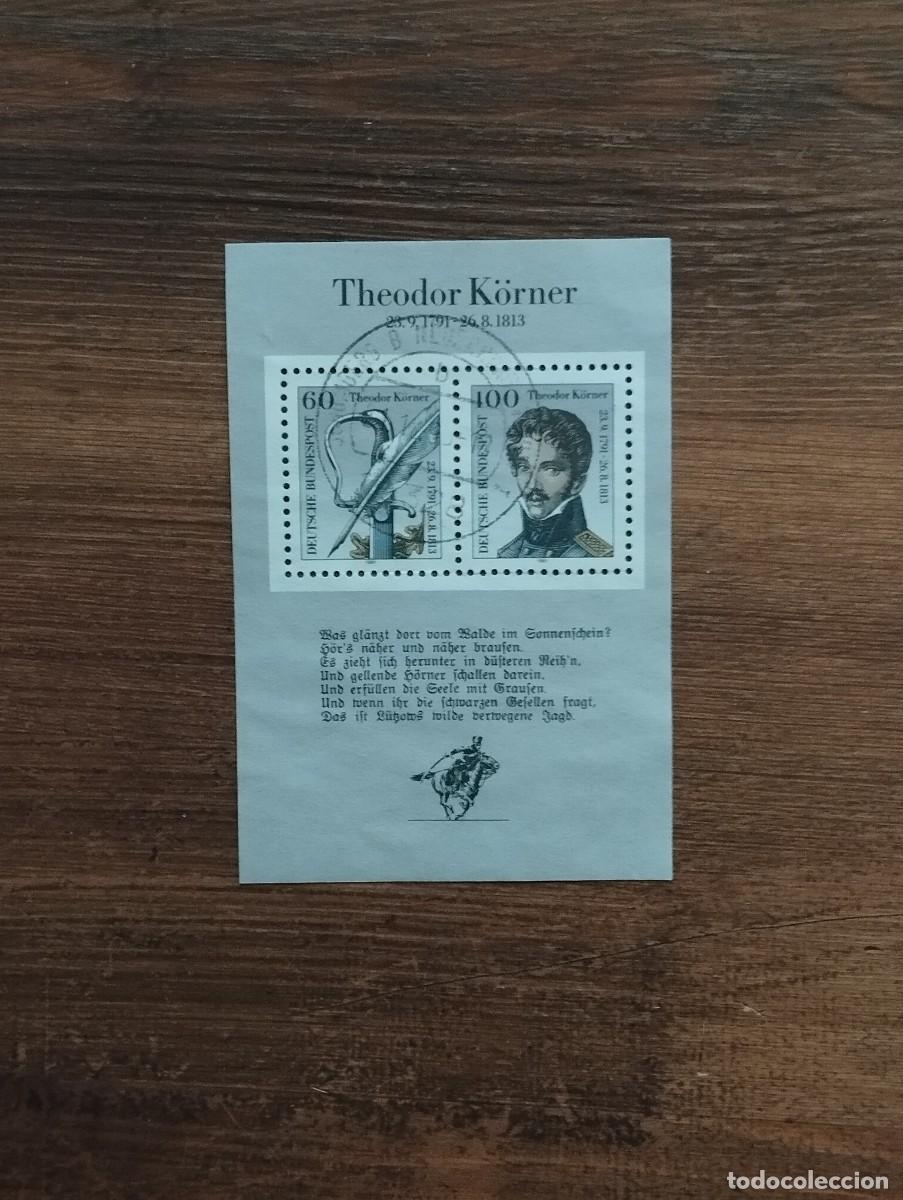 Theodor Körner
23.9.1791–26.8.1813
60 Theodor Körner
DEUTSCHE BUNDESPOST
23.9.1791-26.8.1813
100 Theodor Körner
DEUTSCHE BUNDESPOST
23.9.1791-26.8.1813
Was glänzt dort vom Walde im Sonnenschein?
Hör's näher und näher brausen.
Es zieht sich herunter in düsteren Reih'n,
Und gellende Hörner schallen darein.
Und erfüllen die Seele mit Grausen.
Und wenn ihr die schwarzen Gesellen fragt,
Das ist Lützows wilde verwegene Jagd.
todocoleccion